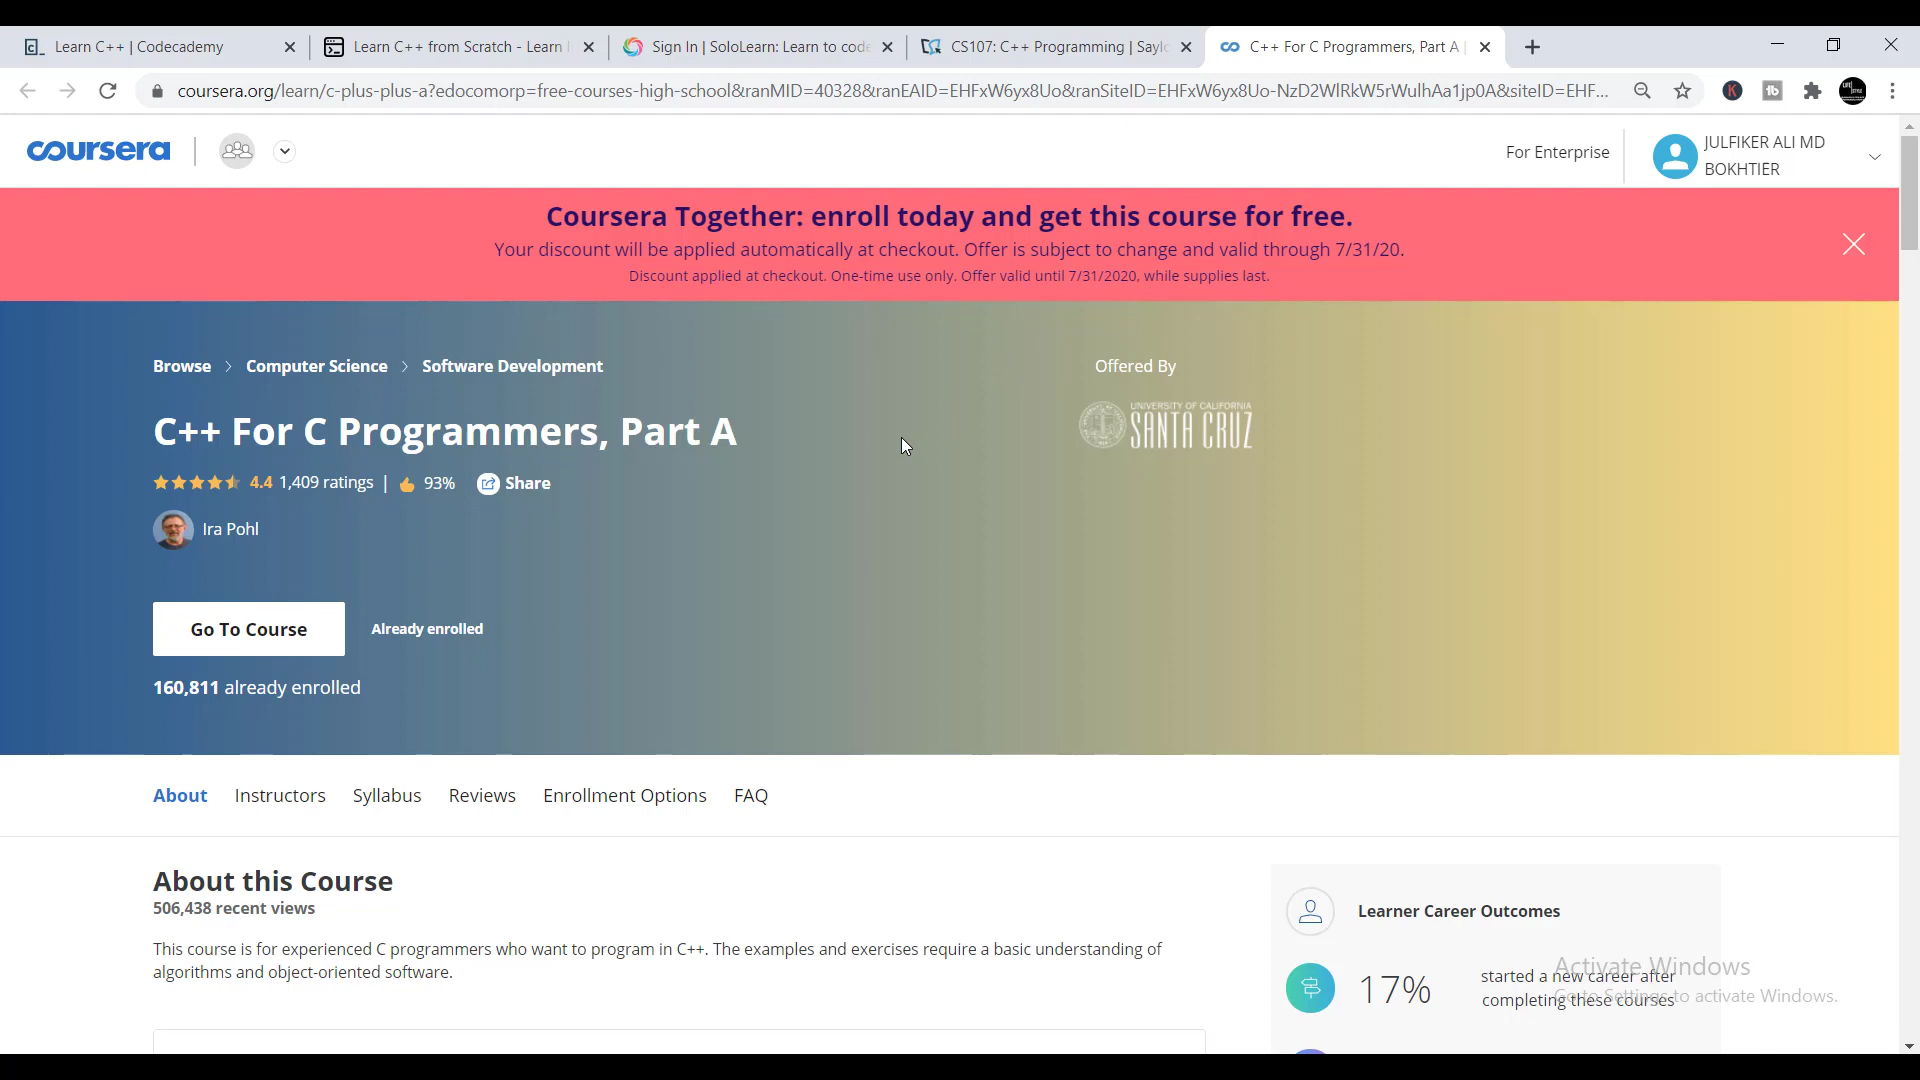 Learn C++ | Codecademy
Learn C++ from Scratch - Learn
Sign In | SoloLearn: Learn to code
CS107: C++ Programming | Saylo
C++ For C Programmers, Part A |
coursera.org/learn/c-plus-plus-a?edocomorp=free-courses-high-school&ranMID=40328&ranEAID=EHFxW6yx8Uo&ranSiteID=EHFxW6yx8Uo-NzD2WlRkW5rWulhAa1jp0A&siteID=EHF...
K
tb
coursera
For Enterprise
JULFIKER ALI MD
BOKHTIER
Coursera Together: enroll today and get this course for free.
Your discount will be applied automatically at checkout. Offer is subject to change and valid through 7/31/20.
Discount applied at checkout. One-time use only. Offer valid until 7/31/2020, while supplies last.
Browse > Computer Science > Software Development
Offered By
UNIVERSITY OF CALIFORNIA
SANTA CRUZ
C++ For C Programmers, Part A
4.4 1,409 ratings | 93% Share
Ira Pohl
Go To Course
Already enrolled
160,811 already enrolled
About Instructors Syllabus Reviews Enrollment Options FAQ
About this Course
506,438 recent views
This course is for experienced C programmers who want to program in C++. The examples and exercises require a basic understanding of
algorithms and object-oriented software.
Learner Career Outcomes
17%
started a new career after
completing these courses
Activate Windows
Go to Settings to activate Windows.